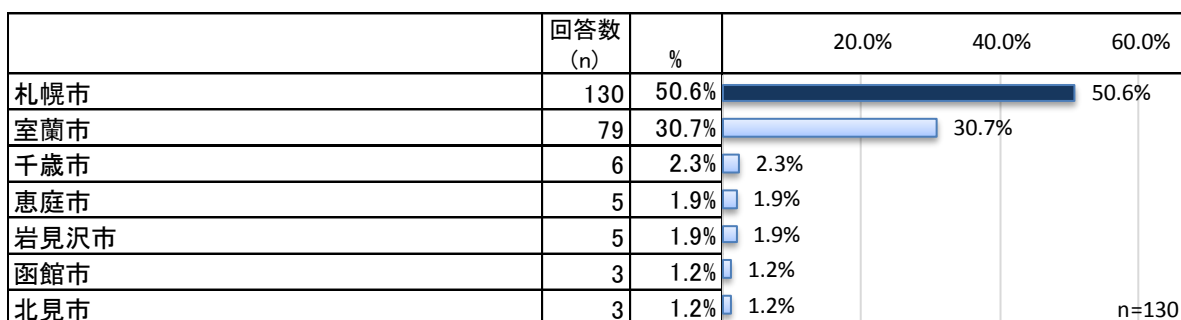 回答数
(n) % 20.0% 40.0% 60.0%
札幌市 130 50.6% 50.6%
室蘭市 79 30.7% 30.7%
千歳市 6 2.3% 2.3%
恵庭市 5 1.9% 1.9%
岩見沢市 5 1.9% 1.9%
函館市 3 1.2% 1.2%
北見市 3 1.2% 1.2% n=130